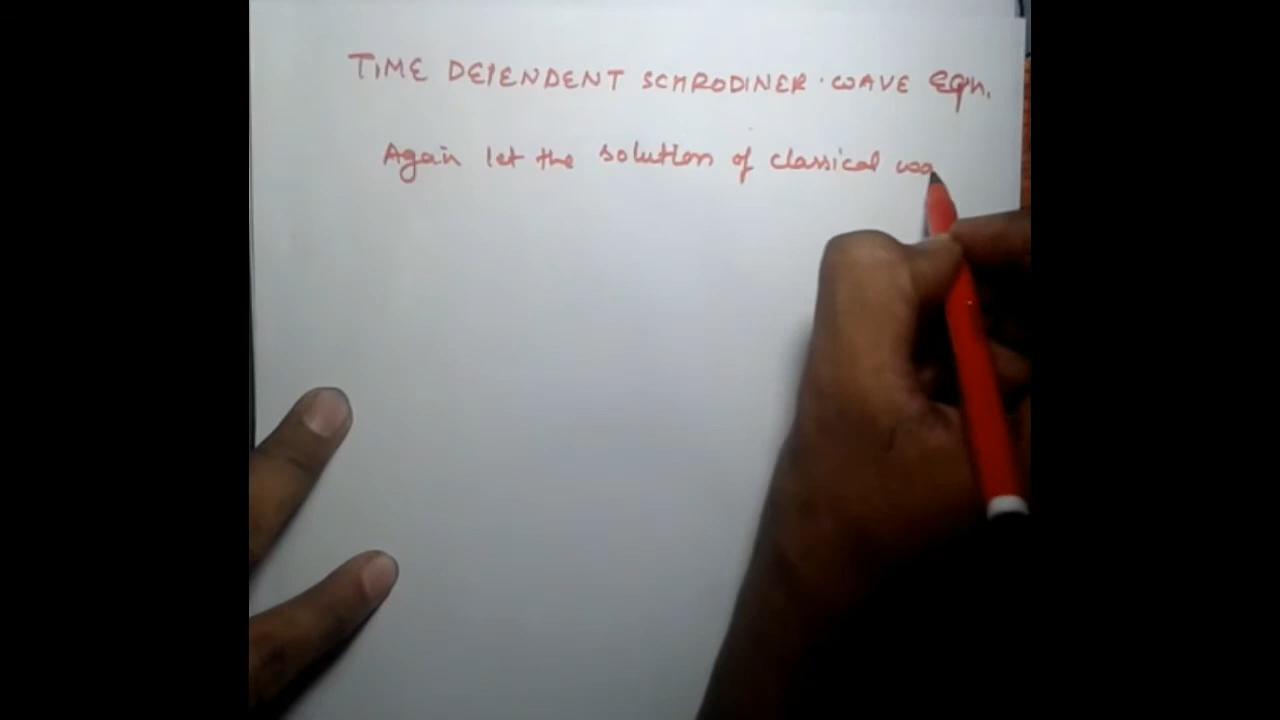 TIME DEPENDENT SCHRODINER. WAVE Eqn.
Again let the solution of classical